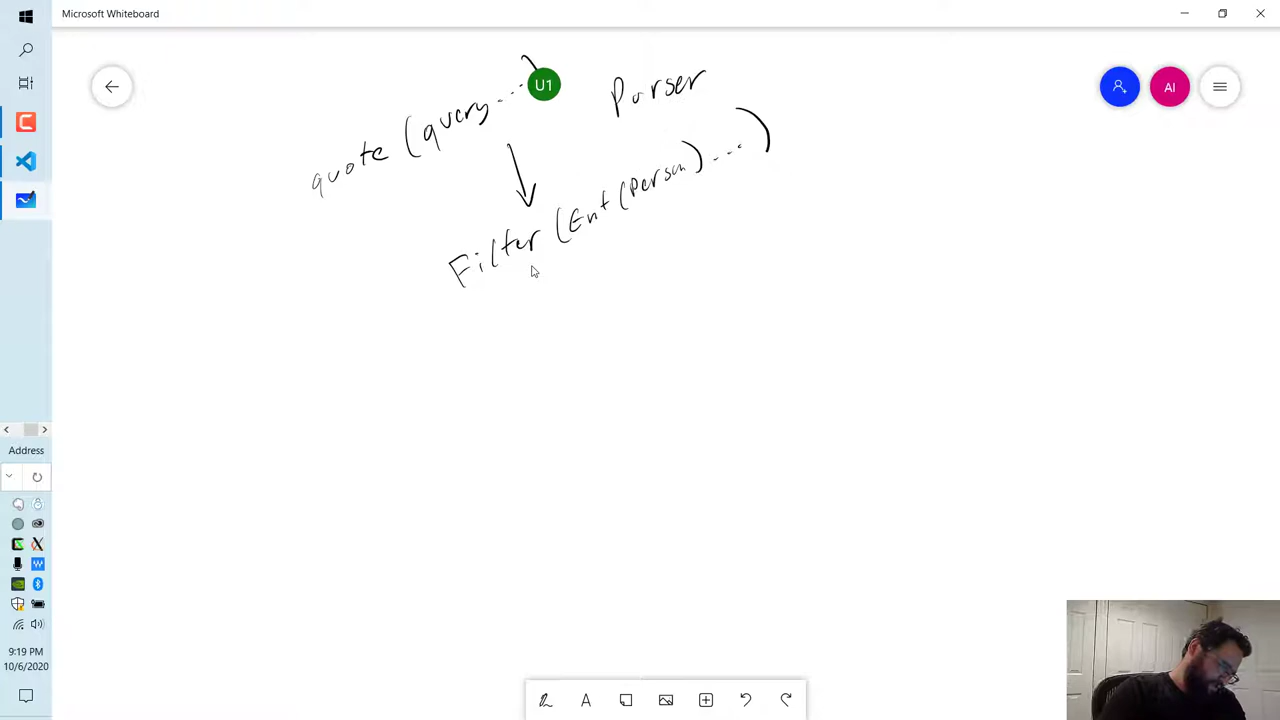 Microsoft Whiteboard
U1
Parser
quote (query...)
Filter (Ent (Person) ...)
AI
Address
9:19 PM
10/6/2020
A